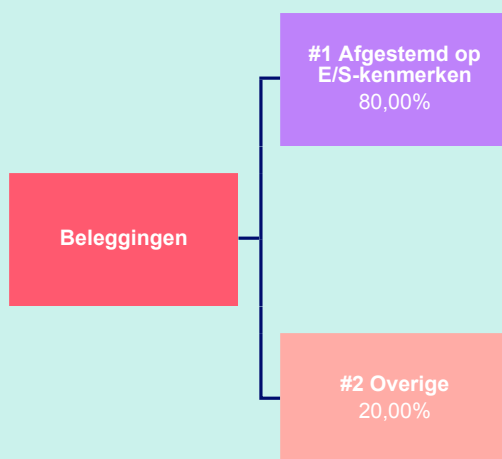 #1 Afgestemd op
E/S-kenmerken
80,00%
Beleggingen
#2 Overige
20,00%